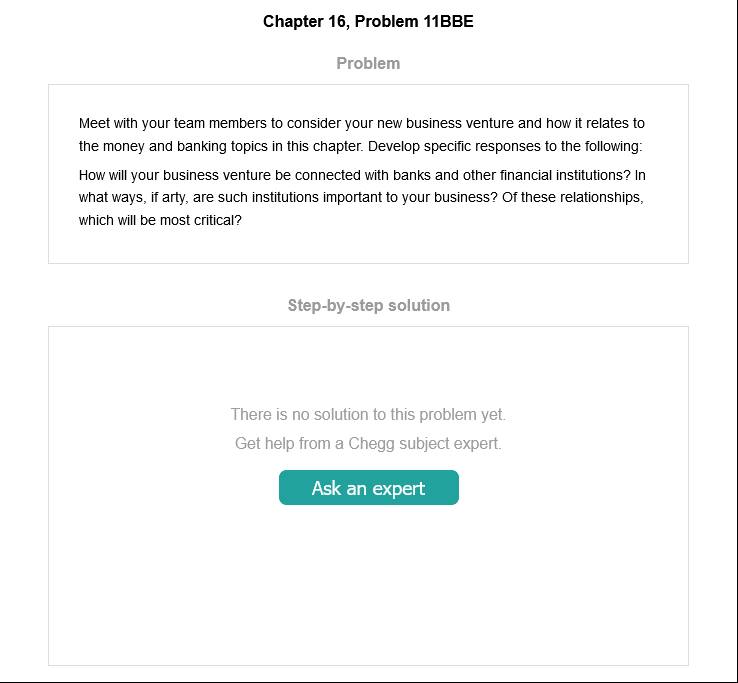 Chapter 16, Problem 11BBE
Problem
Meet with your team members to consider your new business venture and how it relates to
the money and banking topics in this chapter. Develop specific responses to the following:
How will your business venture be connected with banks and other financial institutions? In
what ways, if arty, are such institutions important to your business? Of these relationships,
which will be most critical?
Step-by-step solution
There is no solution to this problem yet.
Get help from a Chegg subject expert.
Ask an expert